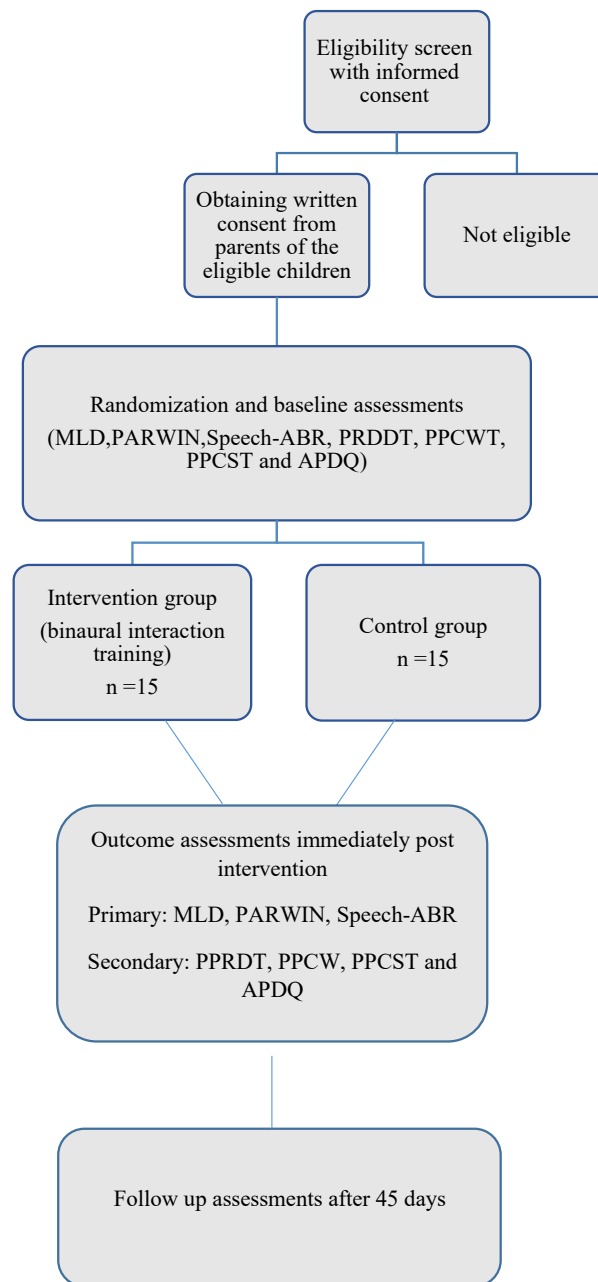 Eligibility screen
with informed
consent
Obtaining written
consent from
parents of the
eligible children
Not eligible
Randomization and baseline assessments
(MLD,PARWIN,Speech-ABR, PRDDT, PPCWT,
PPCST and APDQ)
Intervention group
(binaural interaction
training)
n =15
Control group
n =15
Outcome assessments immediately post
intervention
Primary: MLD, PARWIN, Speech-ABR
Secondary: PPRDT, PPCW, PPCST and
APDQ
Follow up assessments after 45 days